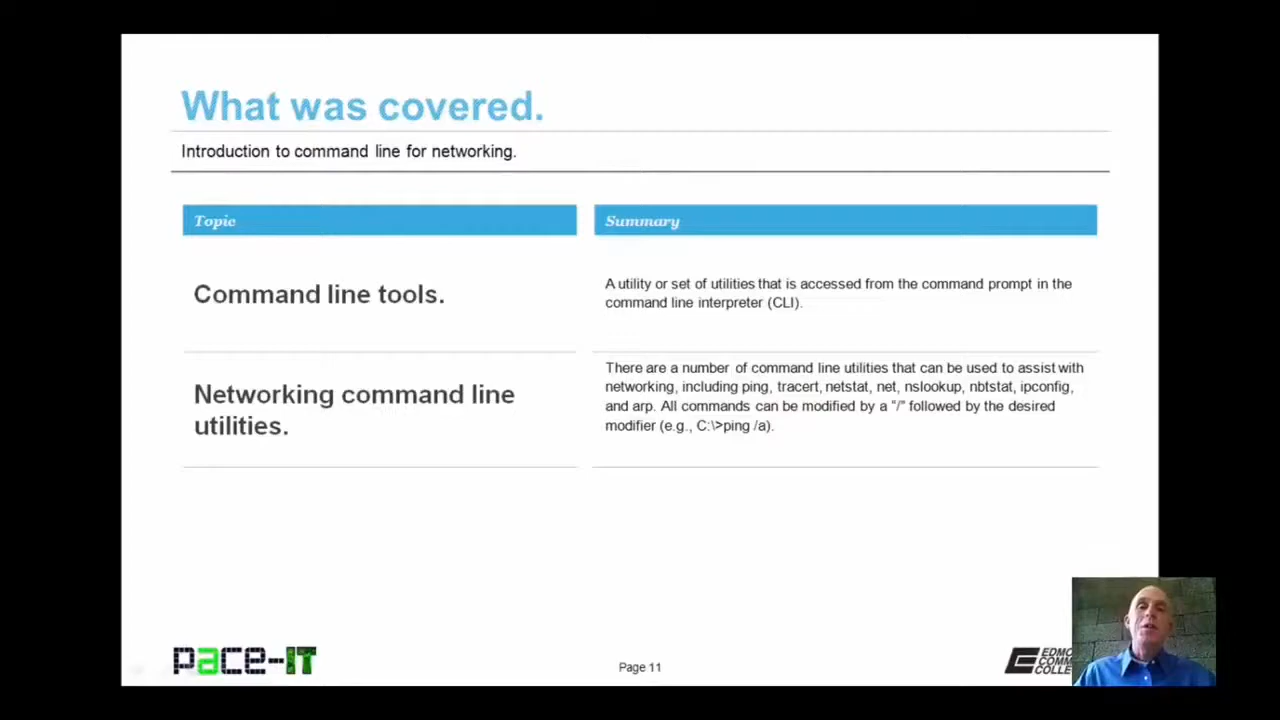 What was covered.
Introduction to command line for networking.
Topic
Summary
Command line tools.
A utility or set of utilities that is accessed from the command prompt in the
command line interpreter (CLI).
Networking command line
utilities.
There are a number of command line utilities that can be used to assist with
networking, including ping, tracert, netstat, net, nslookup, nbtstat, ipconfig,
and arp. All commands can be modified by a "/" followed by the desired
modifier (e.g., C:\>ping /a).
pace-IT
Page 11